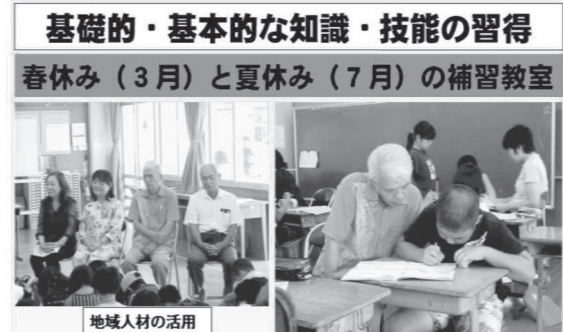 基礎的・基本的な知識・技能の習得
春休み（３月）と夏休み（７月）の補習教室
地域人材の活用